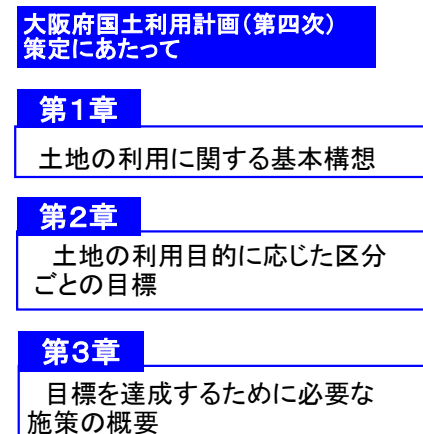 大阪府国土利用計画（第四次）
策定にあたって
第１章
土地の利用に関する基本構想
第２章
土地の利用目的に応じた区分
ごとの目標
第３章
目標を達成するために必要な
施策の概要